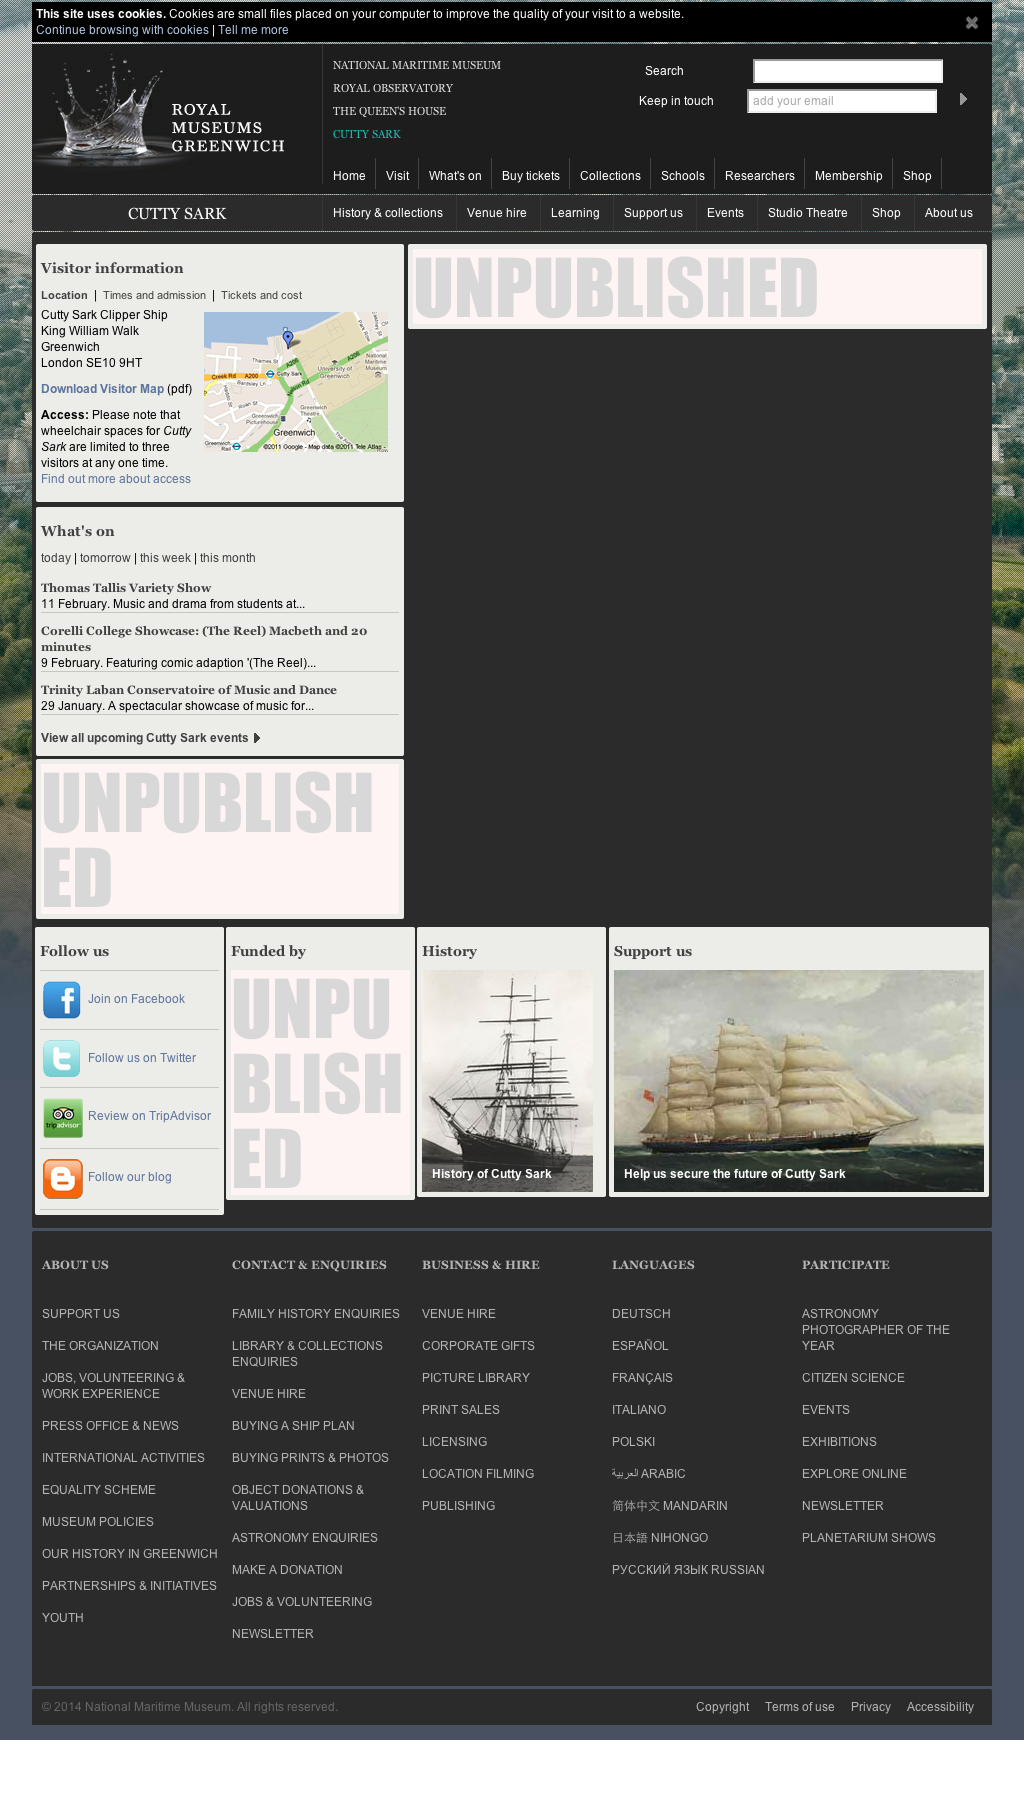 This site uses cookies. Cookies are small files placed on your computer to improve the quality of your visit to a website.
Continue browsing with cookies | Tell me more
ROYAL
MUSEUMS
GREENWICH
NATIONAL MARITIME MUSEUM
ROYAL OBSERVATORY
THE QUEEN'S HOUSE
CUTTY SARK
Search
Keep in touch
add your email
Home
Visit
What's on
Buy tickets
Collections
Schools
Researchers
Membership
Shop
CUTTY SARK
History & collections
Venue hire
Learning
Support us
Events
Studio Theatre
Shop
About us
Visitor information
Location | Times and admission | Tickets and cost
Cutty Sark Clipper Ship
King William Walk
Greenwich
London SE10 9HT
Download Visitor Map (pdf)
Access: Please note that
wheelchair spaces for Cutty
Sark are limited to three
visitors at any one time.
Find out more about access
Thames St
Creek Rd
A200
Cutty Sark
A206
Bardsley Ln
University of
Greenwich
National
Maritime
Museum
Greenwich
Theatre
Greenwich
Picturehouse
Greenwich
Greenwich
Rail
©2011 Google - Map data ©2011 Tele Atlas -
UNPUBLISHED
What's on
today | tomorrow | this week | this month
Thomas Tallis Variety Show
11 February. Music and drama from students at...
Corelli College Showcase: (The Reel) Macbeth and 20
minutes
9 February. Featuring comic adaption '(The Reel)...
Trinity Laban Conservatoire of Music and Dance
29 January. A spectacular showcase of music for...
View all upcoming Cutty Sark events
UNPUBLISH
ED
Follow us
Join on Facebook
Follow us on Twitter
tripadvisor
Review on TripAdvisor
Follow our blog
Funded by
UNPU
BLISH
ED
History
History of Cutty Sark
Support us
Help us secure the future of Cutty Sark
ABOUT US
SUPPORT US
THE ORGANIZATION
JOBS, VOLUNTEERING &
WORK EXPERIENCE
PRESS OFFICE & NEWS
INTERNATIONAL ACTIVITIES
EQUALITY SCHEME
MUSEUM POLICIES
OUR HISTORY IN GREENWICH
PARTNERSHIPS & INITIATIVES
YOUTH
CONTACT & ENQUIRIES
FAMILY HISTORY ENQUIRIES
LIBRARY & COLLECTIONS
ENQUIRIES
VENUE HIRE
BUYING A SHIP PLAN
BUYING PRINTS & PHOTOS
OBJECT DONATIONS &
VALUATIONS
ASTRONOMY ENQUIRIES
MAKE A DONATION
JOBS & VOLUNTEERING
NEWSLETTER
BUSINESS & HIRE
VENUE HIRE
CORPORATE GIFTS
PICTURE LIBRARY
PRINT SALES
LICENSING
LOCATION FILMING
PUBLISHING
LANGUAGES
DEUTSCH
ESPAÑOL
FRANÇAIS
ITALIANO
POLSKI
العربية ARABIC
简体中文 MANDARIN
日本語 NIHONGO
РУССКИЙ ЯЗЫК RUSSIAN
PARTICIPATE
ASTRONOMY
PHOTOGRAPHER OF THE
YEAR
CITIZEN SCIENCE
EVENTS
EXHIBITIONS
EXPLORE ONLINE
NEWSLETTER
PLANETARIUM SHOWS
© 2014 National Maritime Museum. All rights reserved.
Copyright
Terms of use
Privacy
Accessibility